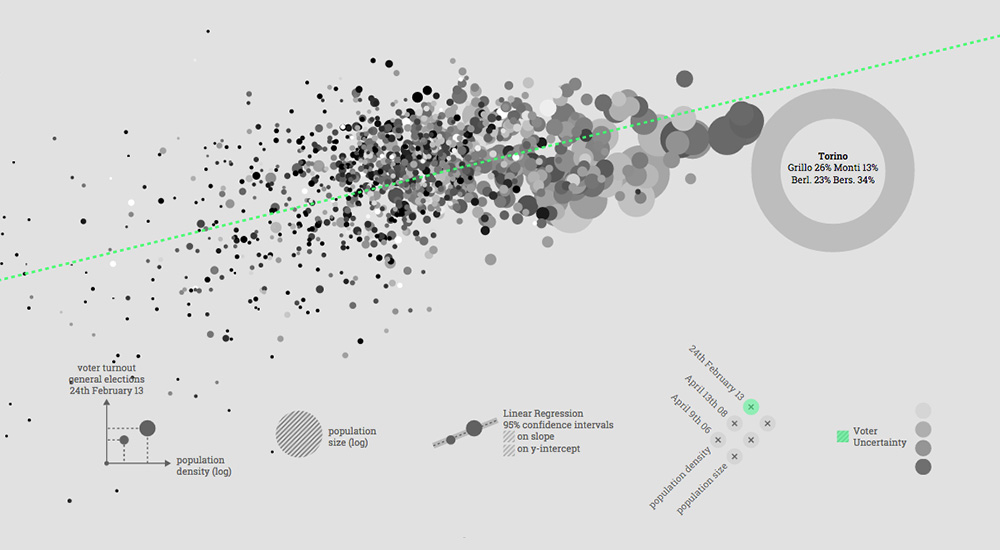 Torino
Grillo 26% Monti 13%
Berl. 23% Bers. 34%
voter turnout
general elections
24th February 13
population
density (log)
population
size (log)
Linear Regression
95% confidence intervals
on slope
on y-intercept
24th February 13
April 13th 08
April 9th 06
population density
population size
Voter
Uncertainty